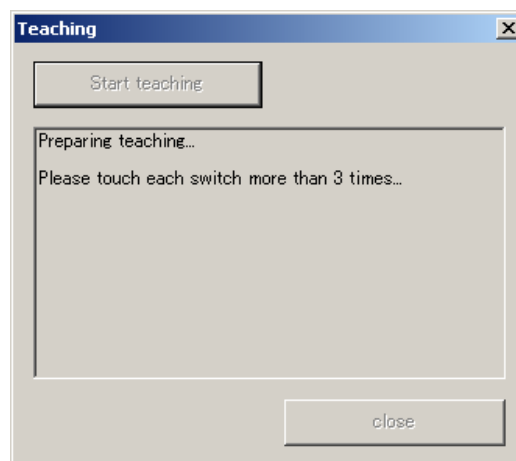 Teaching
Start teaching
Preparing teaching...
Please touch each switch more than 3 times...
close